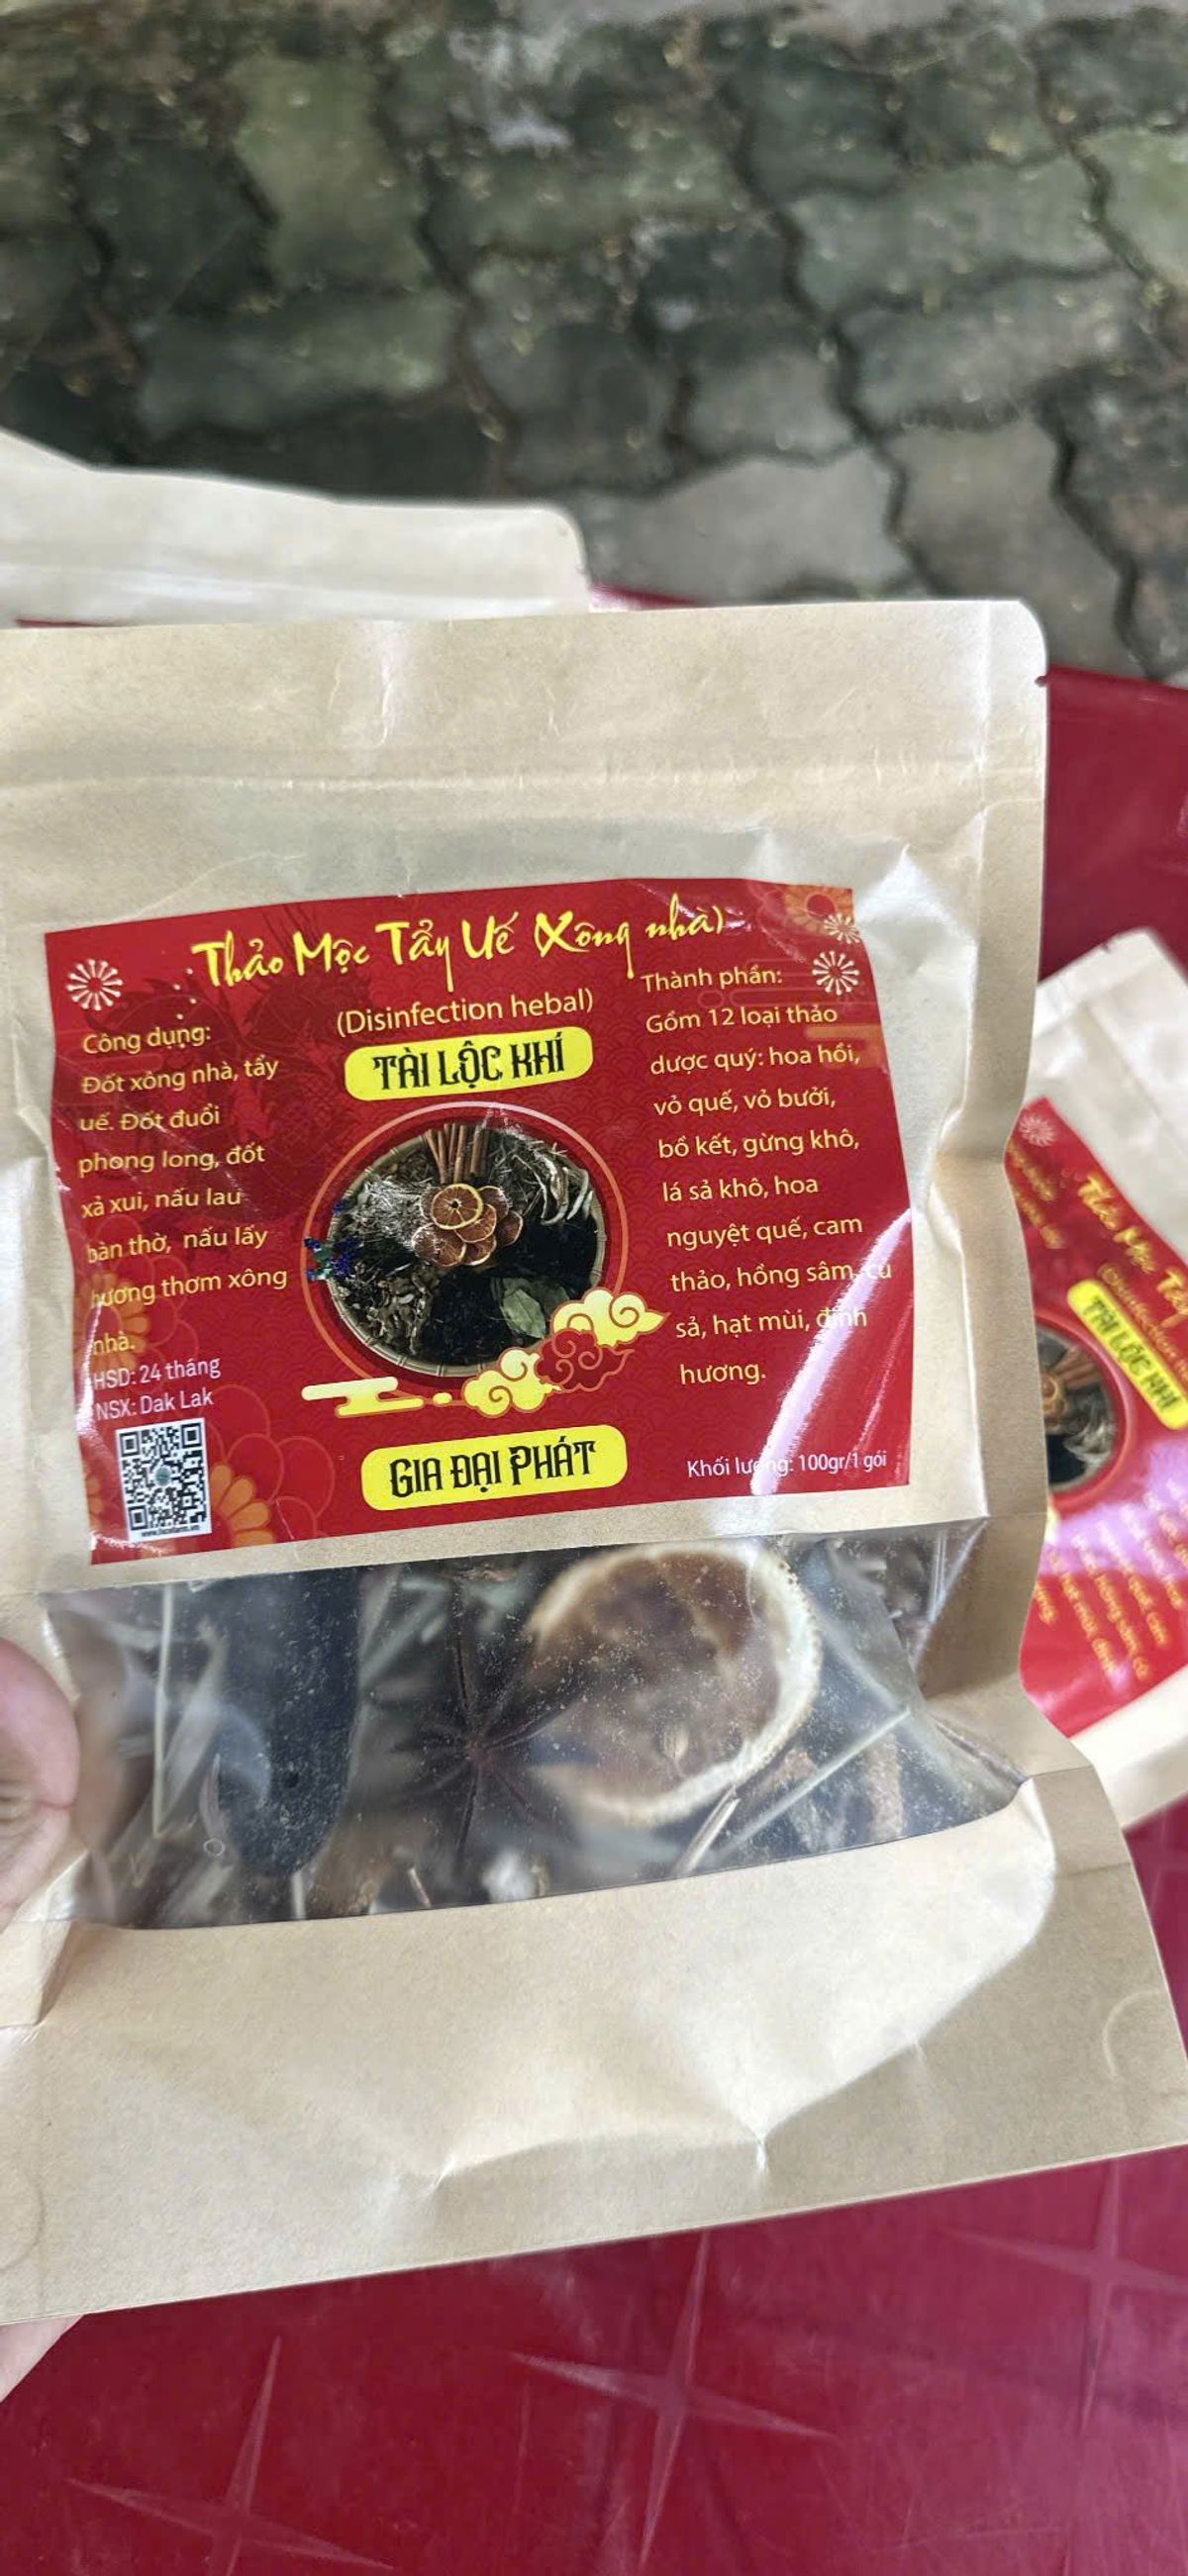 Thảo Mộc Tẩy Uế (Xông nhà)
(Disinfection hebal)
TÀI LỘC KHÍ
Công dụng:
Đốt xông nhà, tẩy
uế. Đốt đuổi
phong long, đốt
xả xui, nấu lau
bàn thờ, nấu lấy
hương thơm xông
nhà.
HSD: 24 tháng
NSX: Dak Lak
Thành phần:
Gồm 12 loại thảo
dược quý: hoa hồi,
vỏ quế, vỏ bưởi,
bồ kết, gừng khô,
lá sả khô, hoa
nguyệt quế, cam
thảo, hồng sâm, củ
sả, hạt mùi, đinh
hương.
GIA ĐẠI PHÁT
Khối lượng: 100gr/1 gói
Thảo Mộc Tẩy
TÀI LỘC KHÍ